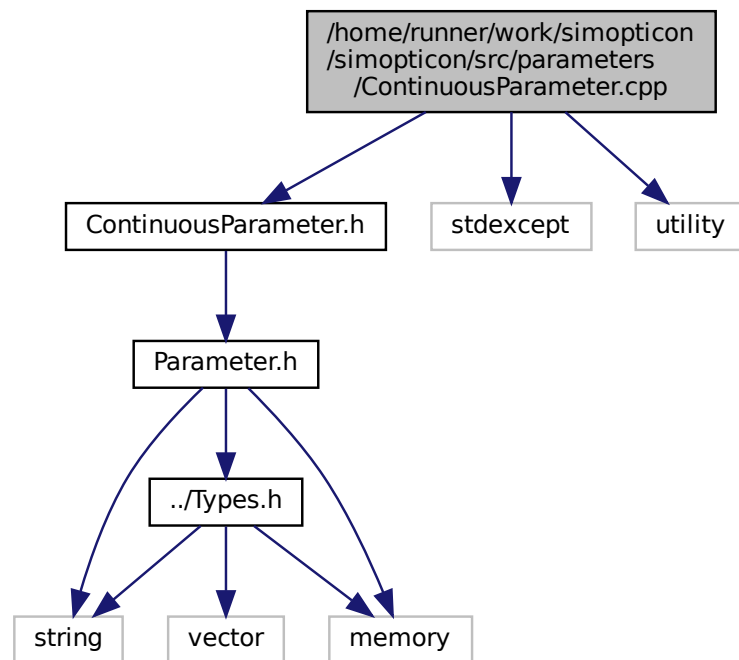 /home/runner/work/simopticon
/simopticon/src/parameters
/ContinuousParameter.cpp
ContinuousParameter.h
stdexcept
utility
Parameter.h
../Types.h
string
vector
memory